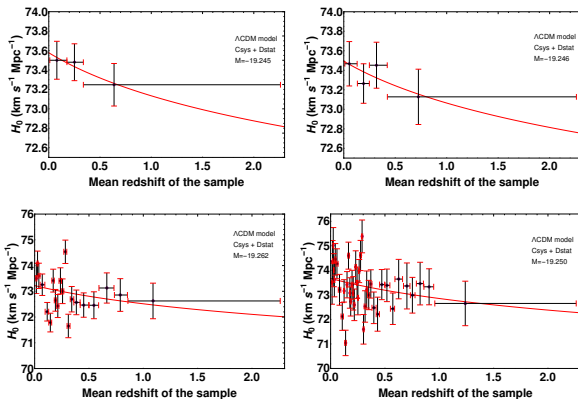 74.0
73.8
73.6
73.4
73.2
73.0
72.8
72.6
H0 (km s−1 Mpc−1)
ΛCDM model
Csys + Dstat
M=-19.245
0.0 0.5 1.0 1.5 2.0
Mean redshift of the sample
74.0
73.8
73.6
73.4
73.2
73.0
72.8
72.6
H0 (km s−1 Mpc−1)
ΛCDM model
Csys + Dstat
M=-19.246
0.0 0.5 1.0 1.5 2.0
Mean redshift of the sample
76
75
74
73
72
71
70
H0 (km s−1 Mpc−1)
ΛCDM model
Csys + Dstat
M=-19.262
0.0 0.5 1.0 1.5 2.0
Mean redshift of the sample
76
75
74
73
72
71
70
H0 (km s−1 Mpc−1)
ΛCDM model
Csys + Dstat
M=-19.250
0.0 0.5 1.0 1.5 2.0
Mean redshift of the sample